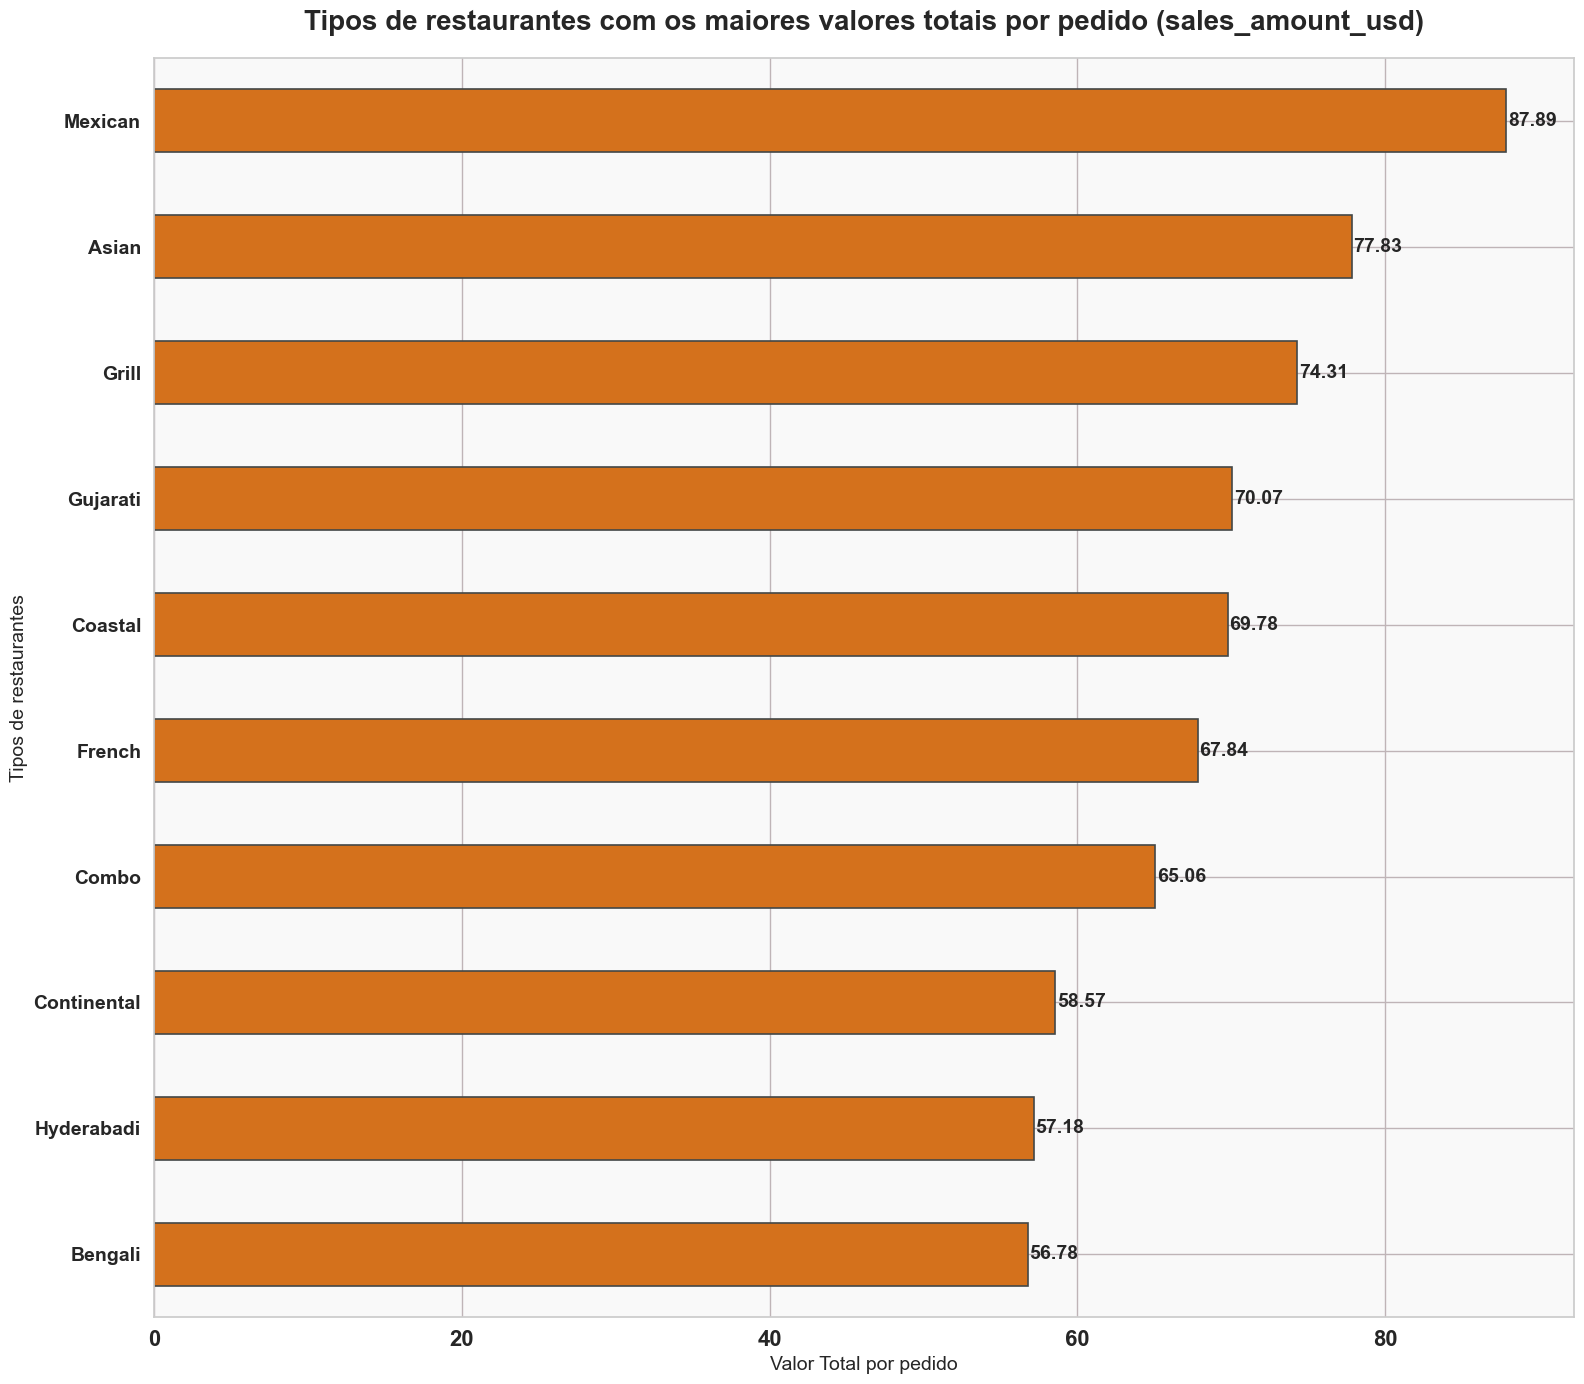 Tipos de restaurantes com os maiores valores totais por pedido (sales_amount_usd)
Mexican 87.89
Asian 77.83
Grill 74.31
Gujarati 70.07
Coastal 69.78
French 67.84
Combo 65.06
Continental 58.57
Hyderabadi 57.18
Bengali 56.78
Tipos de restaurantes
0 20 40 60 80
Valor Total por pedido